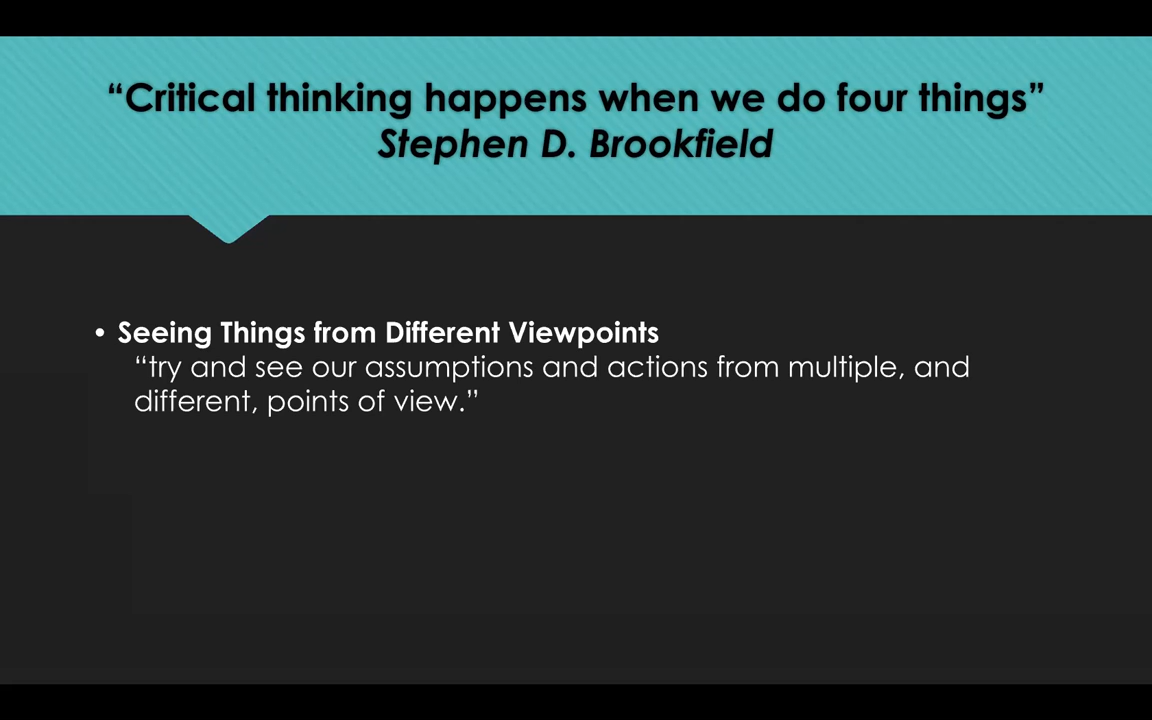 “Critical thinking happens when we do four things”
Stephen D. Brookfield
• Seeing Things from Different Viewpoints
“try and see our assumptions and actions from multiple, and
different, points of view.”